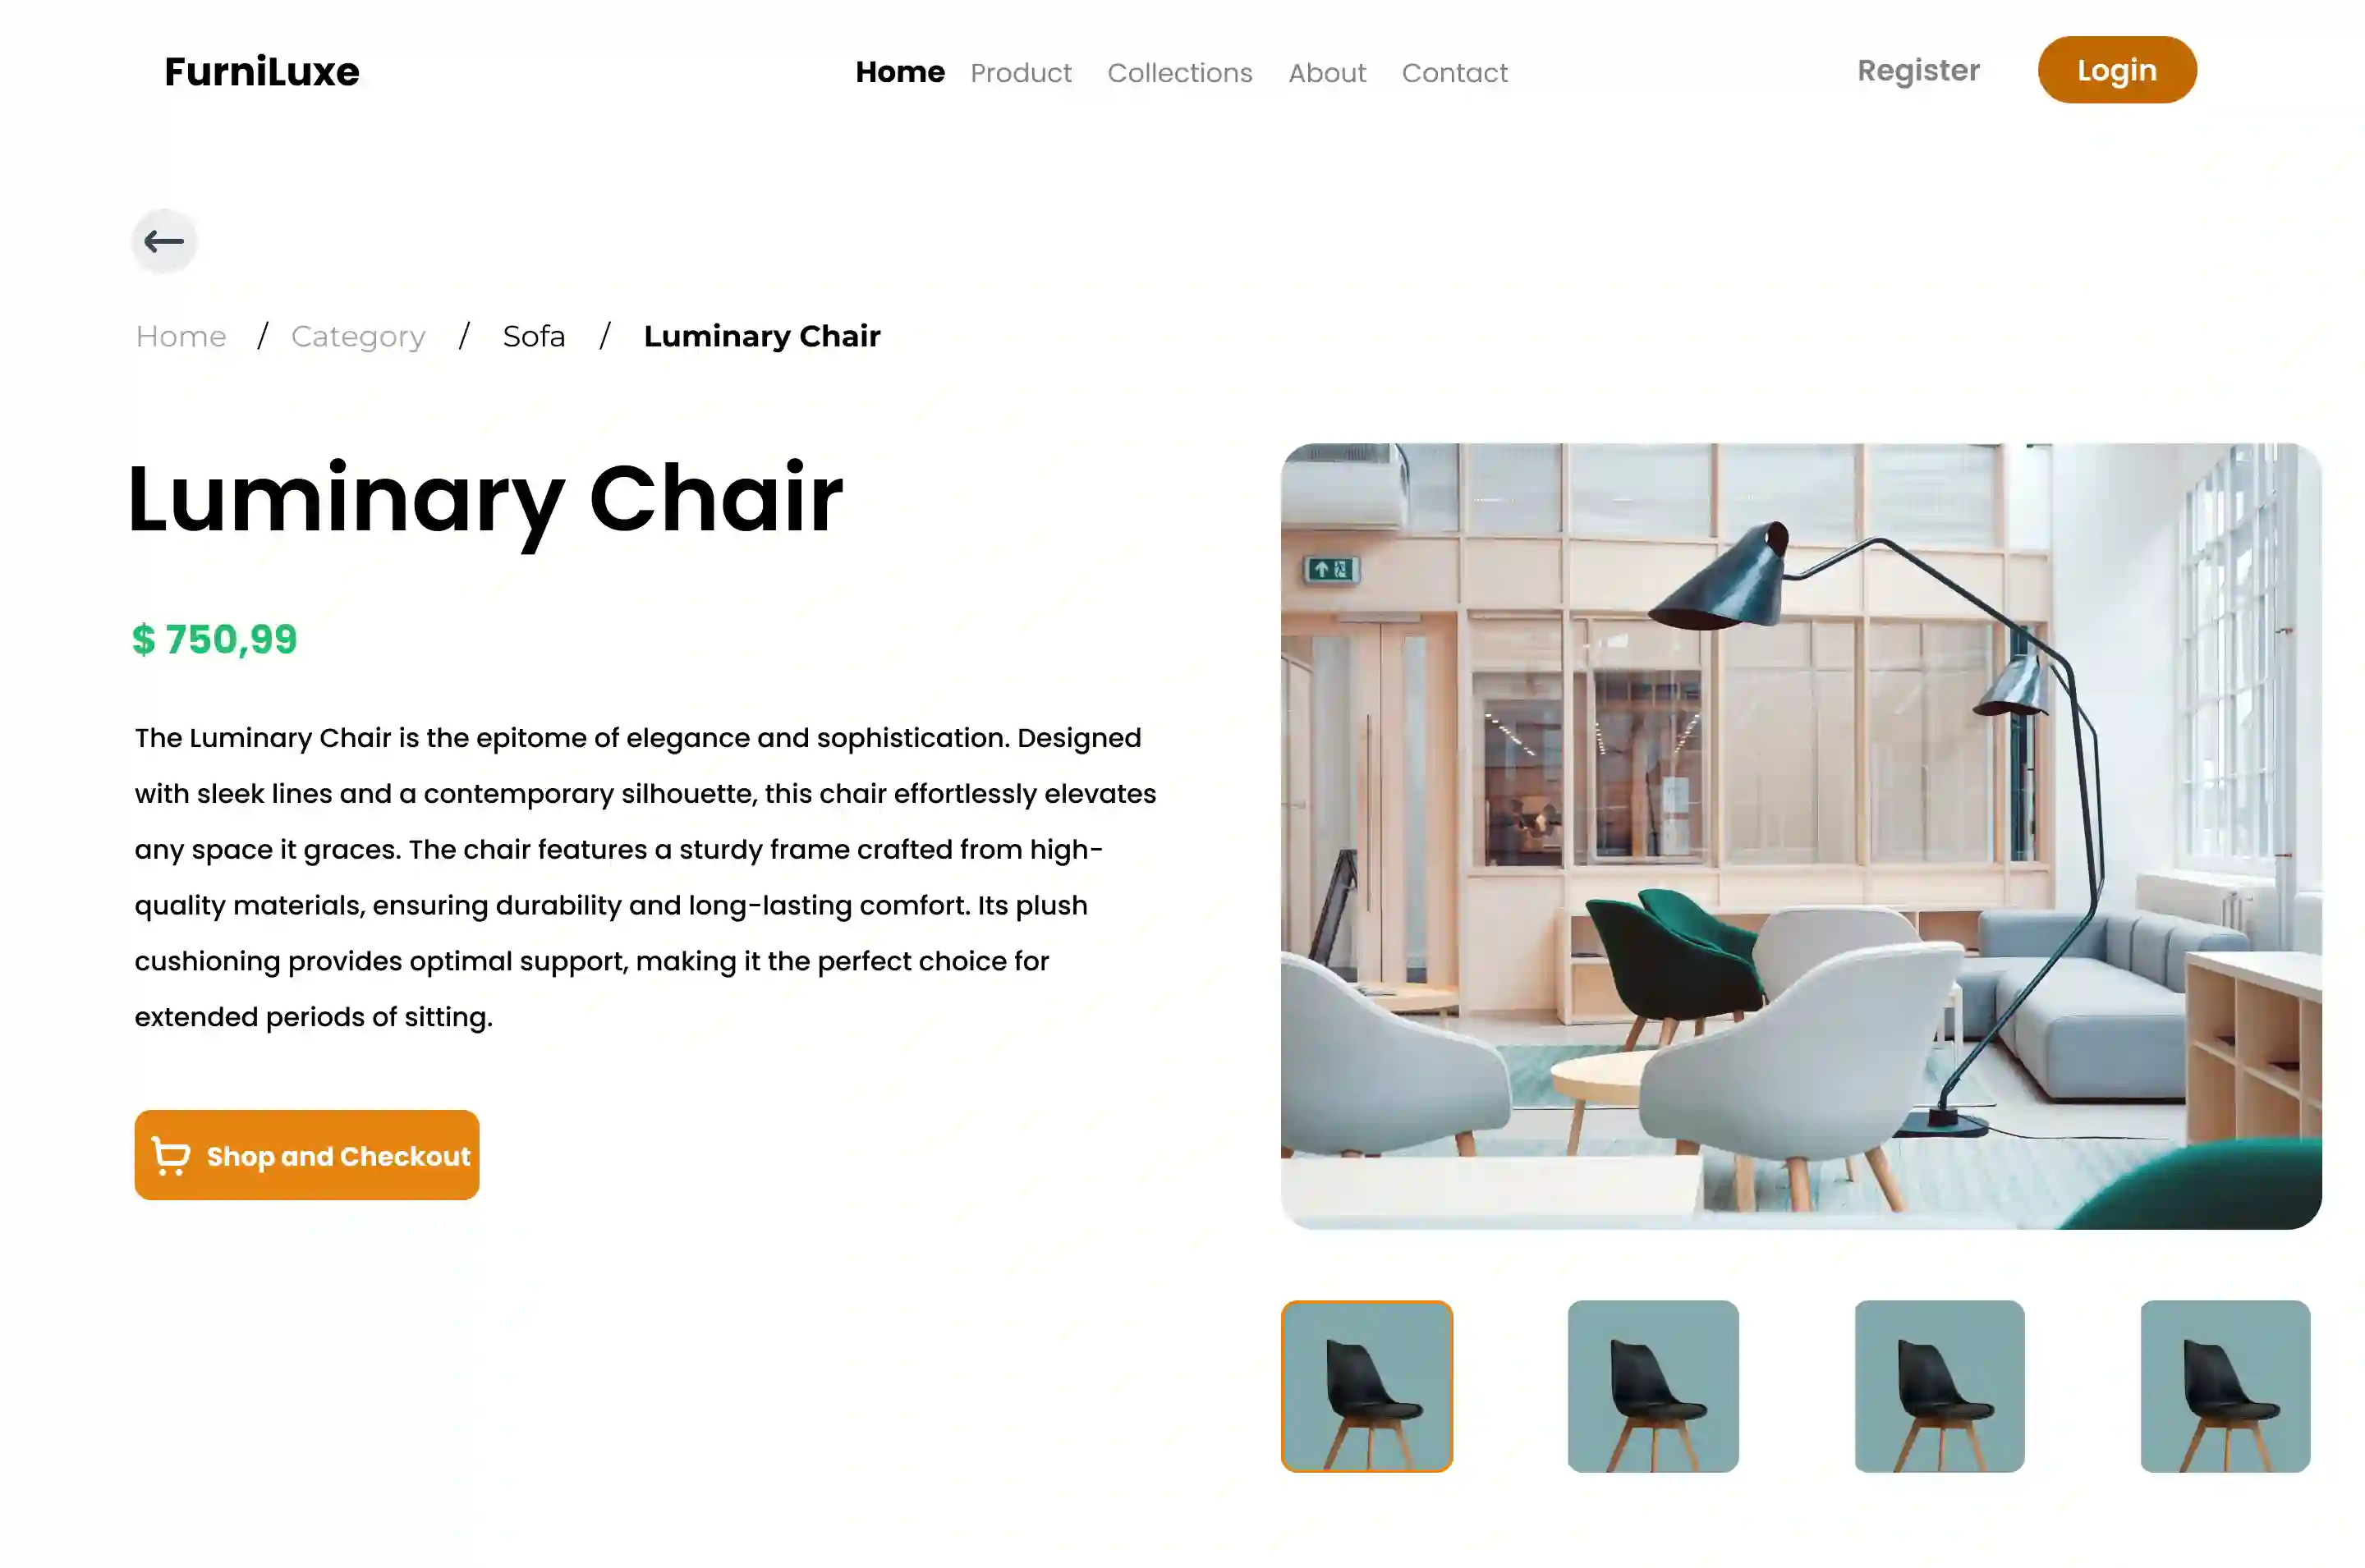 FurniLuxe
Home Product Collections About Contact
Register
Login
Home / Category / Sofa / Luminary Chair
Luminary Chair
$ 750,99
The Luminary Chair is the epitome of elegance and sophistication. Designed
with sleek lines and a contemporary silhouette, this chair effortlessly elevates
any space it graces. The chair features a sturdy frame crafted from high-
quality materials, ensuring durability and long-lasting comfort. Its plush
cushioning provides optimal support, making it the perfect choice for
extended periods of sitting.
Shop and Checkout